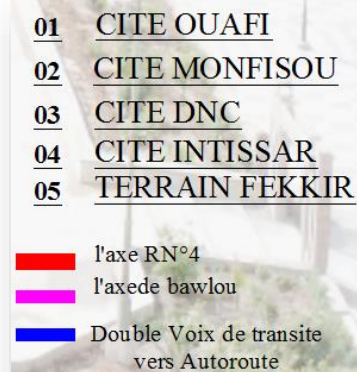 01 CITE OUAFI
02 CITE MONFISOU
03 CITE DNC
04 CITE INTISSAR
05 TERRAIN FEKKIR
l'axe RN°4
l'axede bawlou
Double Voix de transite
vers Autoroute